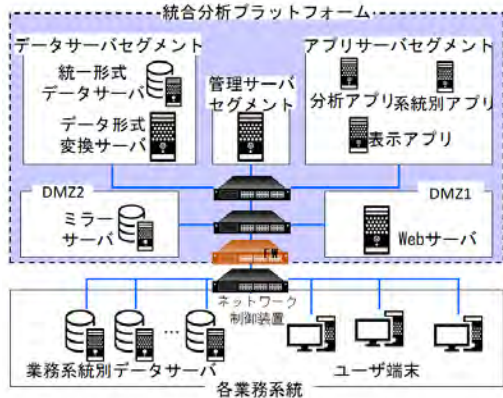 統合分析プラットフォーム
データサーバセグメント
統一形式
データサーバ
データ形式
変換サーバ
管理サーバ
セグメント
アプリサーバセグメント
分析アプリ
系統別アプリ
表示アプリ
DMZ2
ミラー
サーバ
DMZ1
Webサーバ
FW
ネットワーク
制御装置
…
業務系統別データサーバ
ユーザ端末
各業務系統